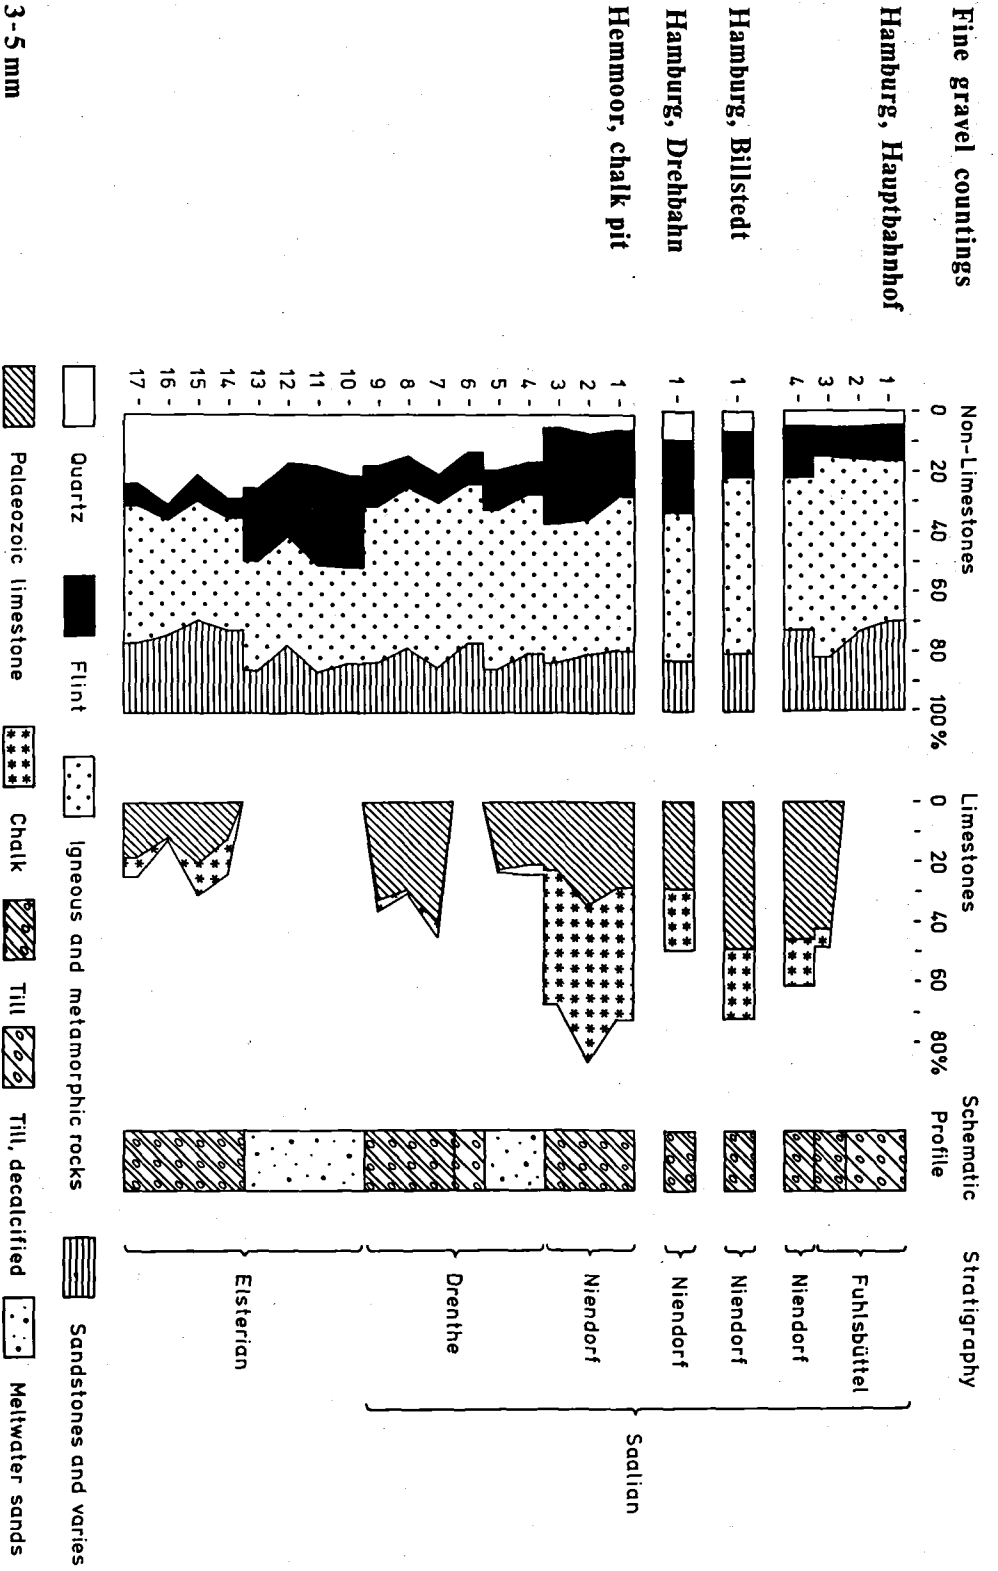 Fine gravel countings
Non-Limestones
Limestones
Schematic
Profile
Stratigraphy
0 20 40 60 80 100%
0 20 40 60 80%
Hamburg, Hauptbahnhof
1 -
2 -
3 -
4 -
Fuhlsbüttel
Niendorf
Hamburg, Billstedt
1 -
Niendorf
Hamburg, Drehbahn
1 -
Niendorf
Hemmoor, chalk pit
1 -
2 -
3 -
4 -
5 -
6 -
7 -
8 -
9 -
10 -
11 -
12 -
13 -
14 -
15 -
16 -
17 -
Niendorf
Drenthe
Elsterian
Saalian
Quartz Flint Igneous and metamorphic rocks Sandstones and varies
3-5 mm Palaeozoic limestone Chalk Till Till, decalcified Meltwater sands